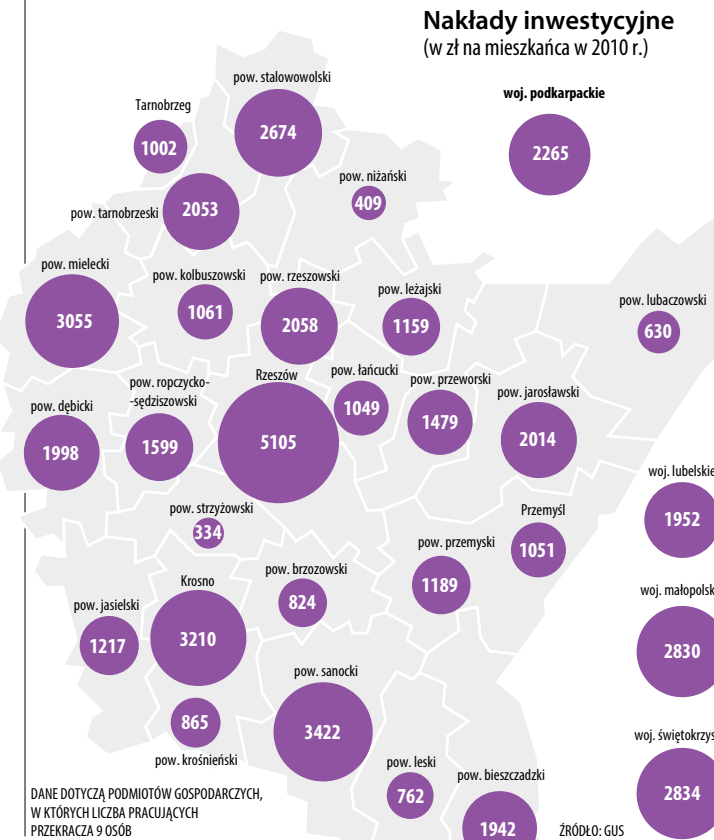 Nakłady inwestycyjne
(w zł na mieszkańca w 2010 r.)
woj. podkarpackie
2265
pow. stalowowolski
2674
Tarnobrzeg
1002
pow. niżański
409
pow. tarnobrzeski
2053
pow. mielecki
3055
pow. kolbuszowski
1061
pow. rzeszowski
2058
pow. leżajski
1159
pow. lubaczowski
630
pow. dębicki
1998
pow. ropczycko-
-sędziszowski
1599
Rzeszów
5105
pow. łańcucki
1049
pow. przeworski
1479
pow. jarosławski
2014
pow. strzyżowski
334
woj. lubelskie
1952
Przemyśl
1051
pow. przemyski
1189
pow. brzozowski
824
Krosno
3210
pow. jasielski
1217
woj. małopolsk
2830
pow. sanocki
3422
865
pow. krośnieński
woj. świętokrzys
2834
pow. leski
762
pow. bieszczadzki
1942
DANE DOTYCZĄ PODMIOTÓW GOSPODARCZYCH,
W KTÓRYCH LICZBA PRACUJĄCYCH
PRZEKRACZA 9 OSÓB
ŹRÓDŁO: GUS